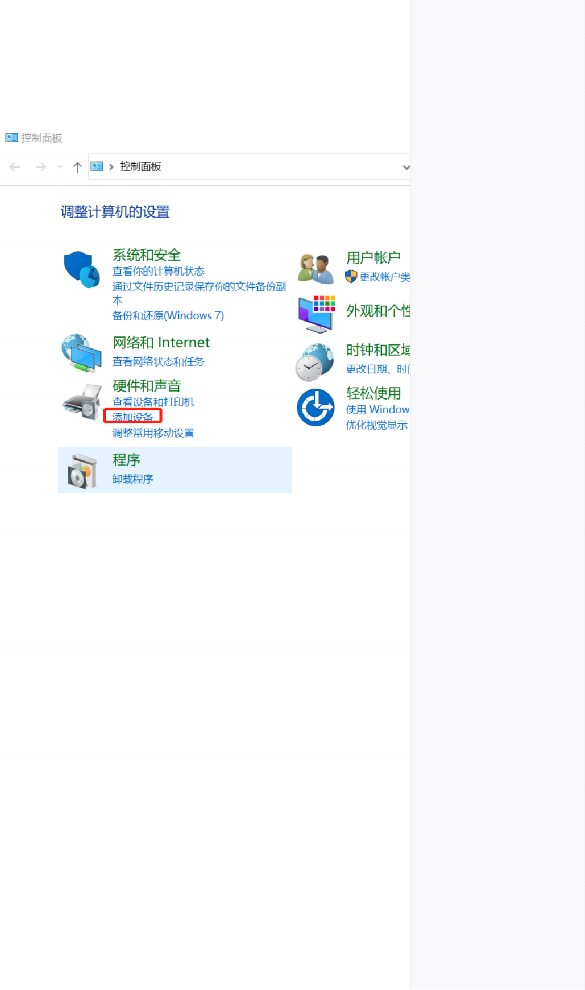 控制面板
控制面板
调整计算机的设置
系统和安全
查看你的计算机状态
通过文件历史记录保存你的文件备份副
本
备份和还原(Windows 7)
网络和 Internet
查看网络状态和任务
硬件和声音
查看设备和打印机
添加设备
调整常用移动设置
程序
卸载程序
用户帐户
更改帐户类
外观和个性
时钟和区域
更改日期、时间
轻松使用
使用 Window
优化视觉显示